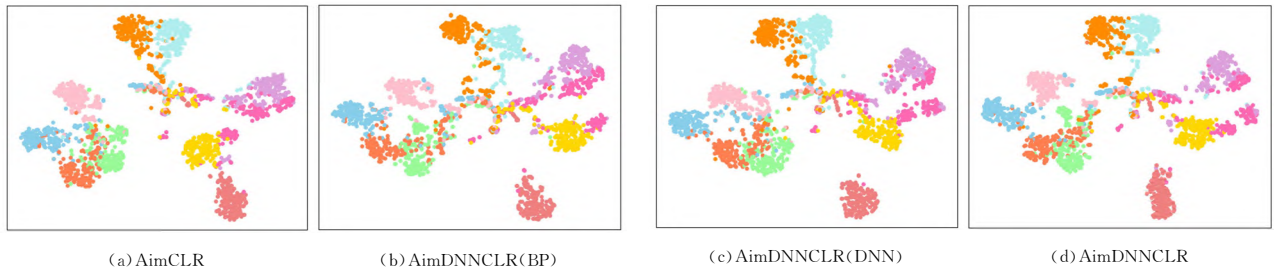 (a) AimCLR
(b) AimDNNCLR(BP)
(c) AimDNNCLR(DNN)
(d) AimDNNCLR